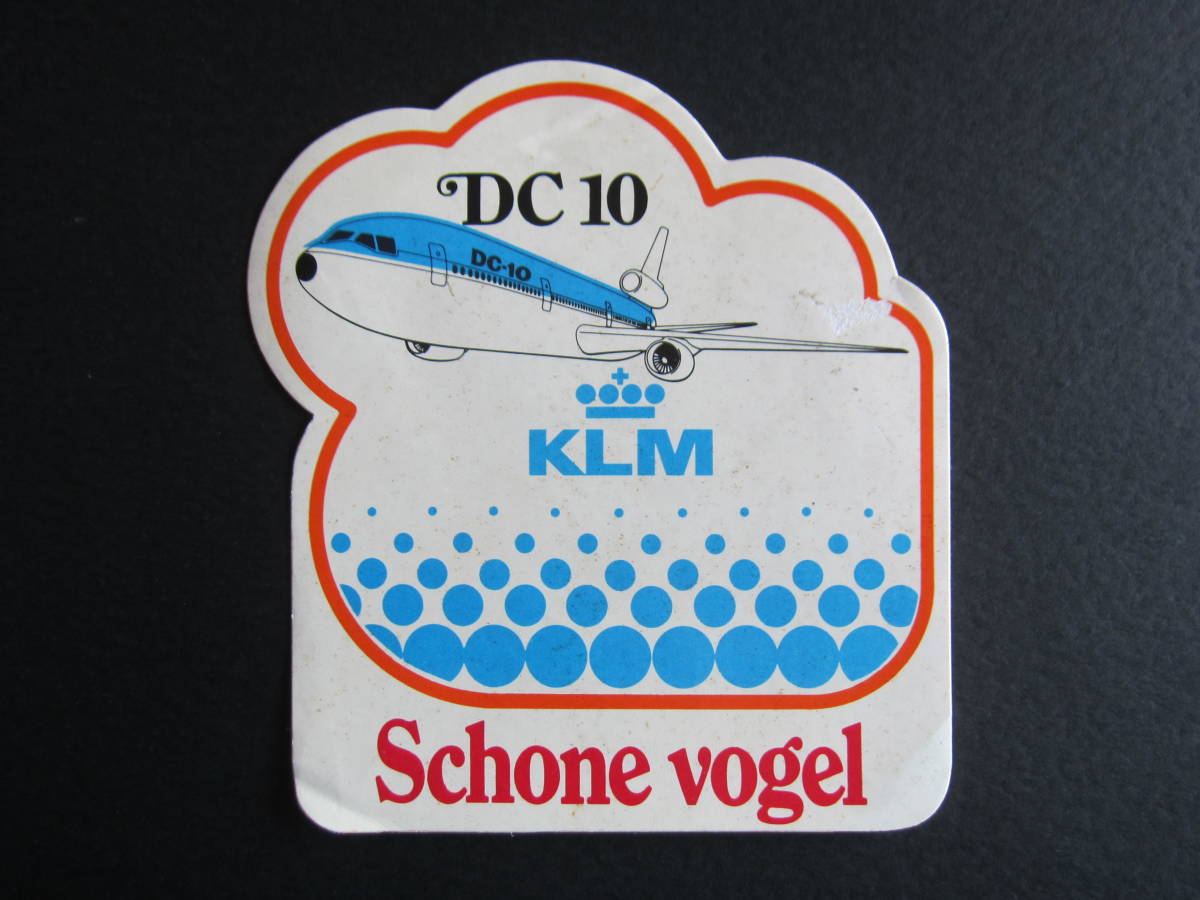 DC 10
DC-10
KLM
Schone vogel